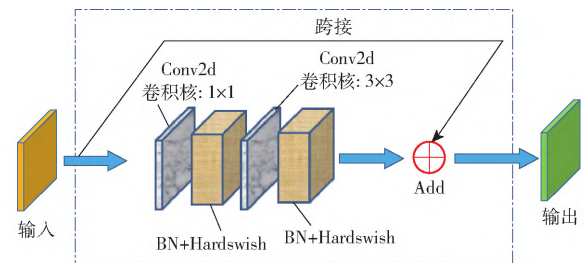 跨接
Conv2d
卷积核: 1×1
Conv2d
卷积核: 3×3
输入
BN+Hardswish
BN+Hardswish
Add
输出